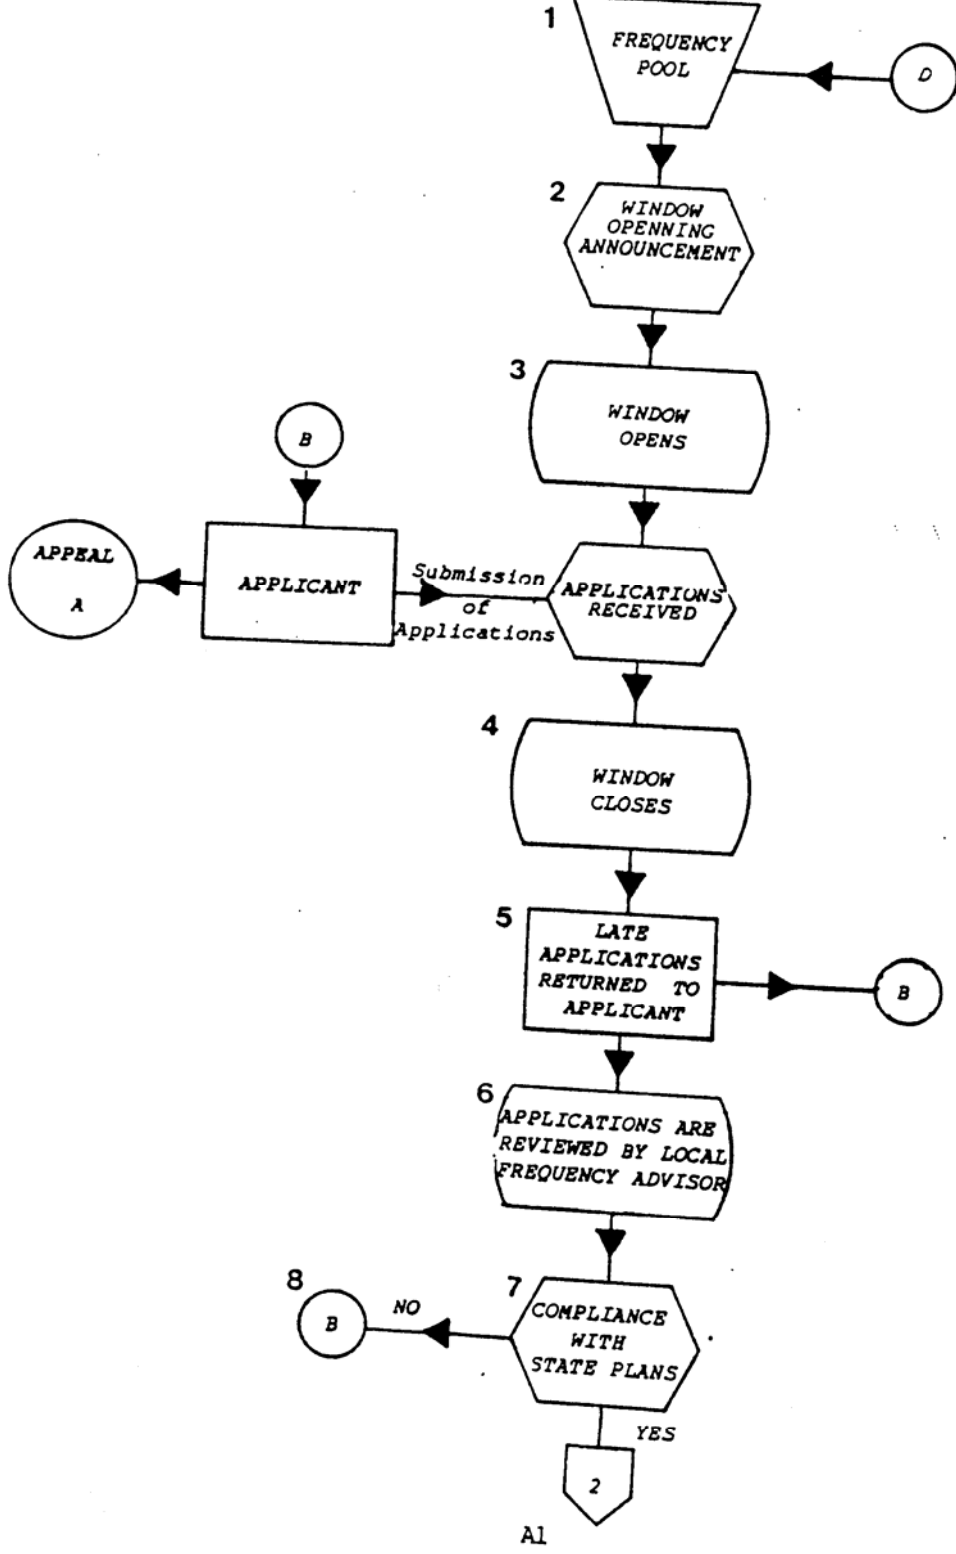 1
FREQUENCY
POOL
D
2
WINDOW
OPENNING
ANNOUNCEMENT
3
WINDOW
OPENS
B
APPEAL
A
APPLICANT
Submission
of
Applications
APPLICATIONS
RECEIVED
4
WINDOW
CLOSES
5
LATE
APPLICATIONS
RETURNED TO
APPLICANT
B
6
APPLICATIONS ARE
REVIEWED BY LOCAL
FREQUENCY ADVISOR
8
B
NO
7
COMPLIANCE
WITH
STATE PLANS
YES
2
A1